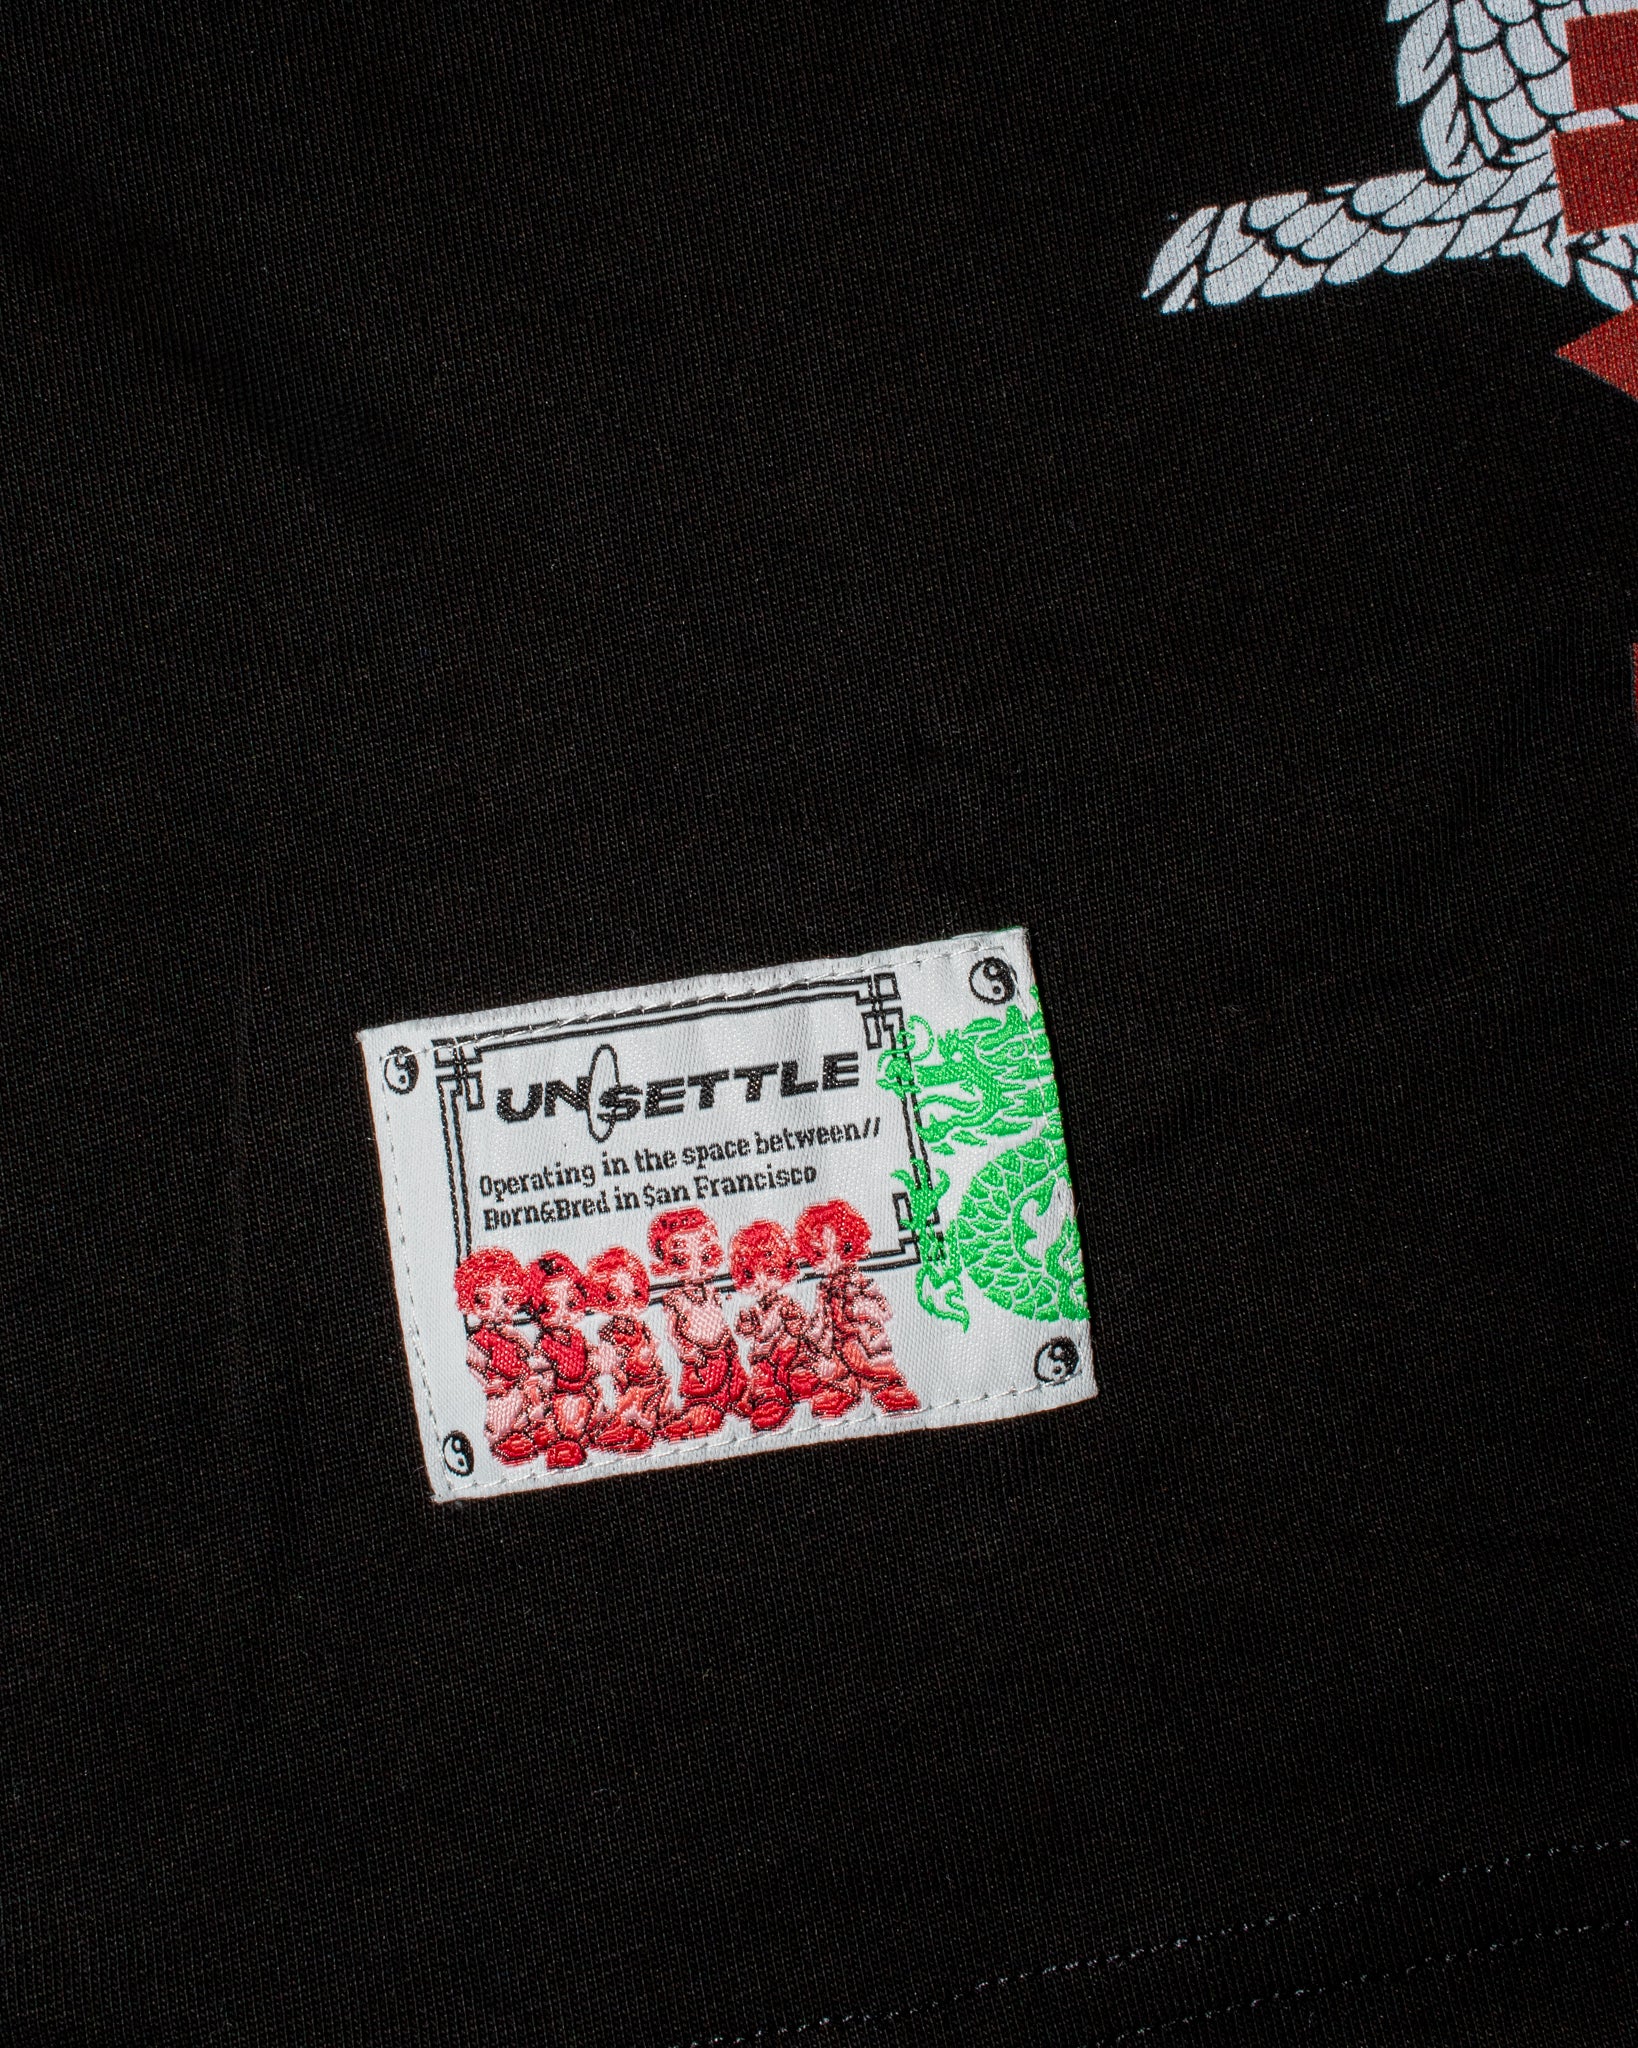 UN$ETTLE
Operating in the space between//
Born&Bred in $an Francisco